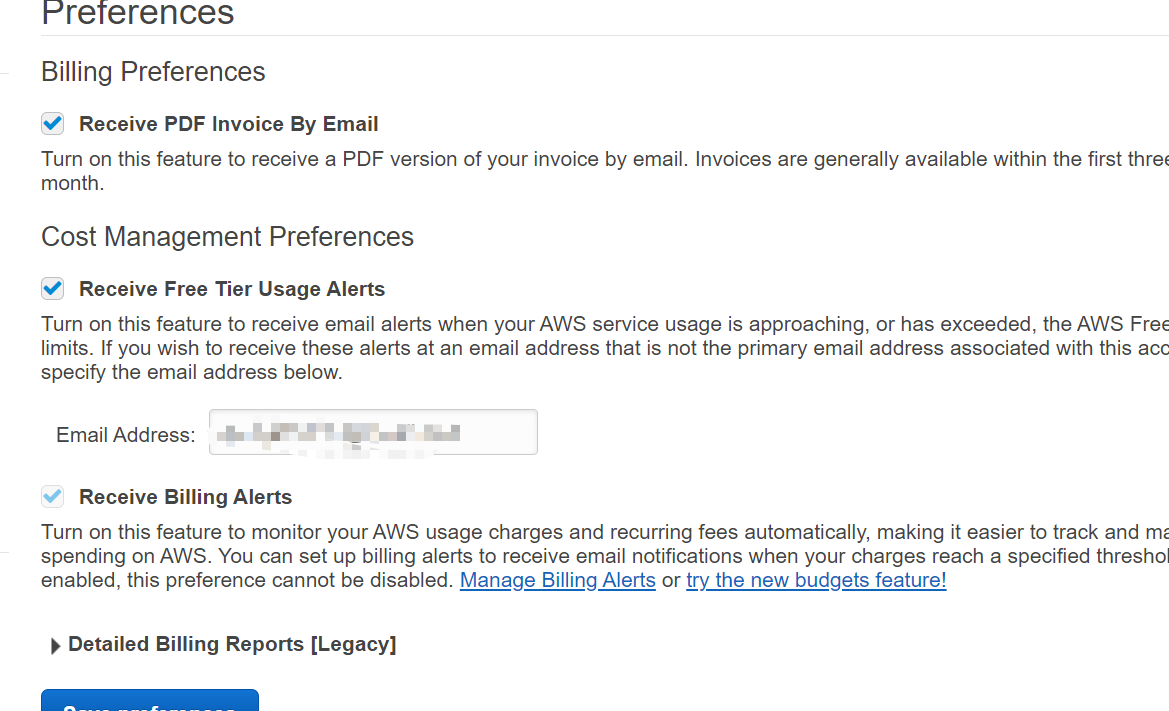 Preferences
Billing Preferences
Receive PDF Invoice By Email
Turn on this feature to receive a PDF version of your invoice by email. Invoices are generally available within the first three
month.
Cost Management Preferences
Receive Free Tier Usage Alerts
Turn on this feature to receive email alerts when your AWS service usage is approaching, or has exceeded, the AWS Free
limits. If you wish to receive these alerts at an email address that is not the primary email address associated with this acc
specify the email address below.
Email Address:
Receive Billing Alerts
Turn on this feature to monitor your AWS usage charges and recurring fees automatically, making it easier to track and ma
spending on AWS. You can set up billing alerts to receive email notifications when your charges reach a specified threshol
enabled, this preference cannot be disabled. Manage Billing Alerts or try the new budgets feature!
Detailed Billing Reports [Legacy]
Save preferences